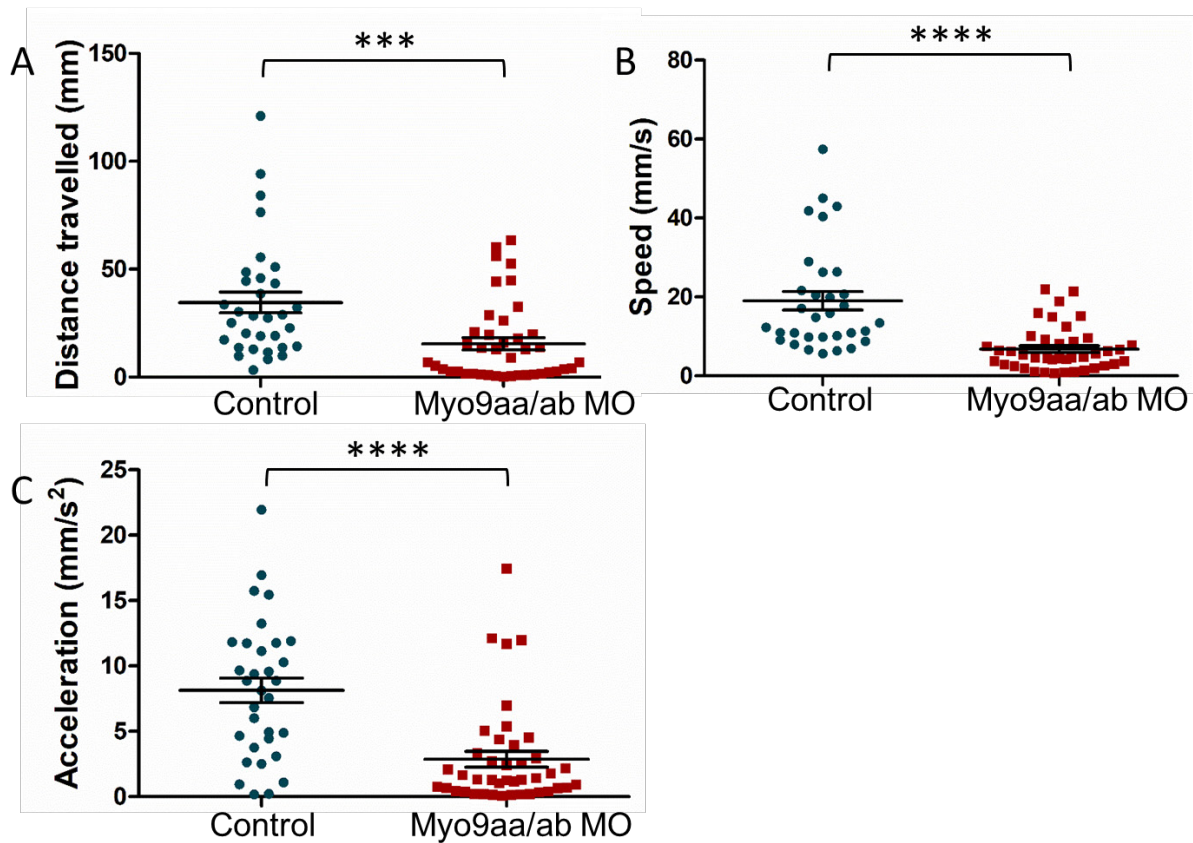 A
Distance travelled (mm)
150
100
50
0
***
Control
Myo9aa/ab MO
B
Speed (mm/s)
80
60
40
20
0
****
Control
Myo9aa/ab MO
C
Acceleration (mm/s²)
25
20
15
10
5
0
****
Control
Myo9aa/ab MO